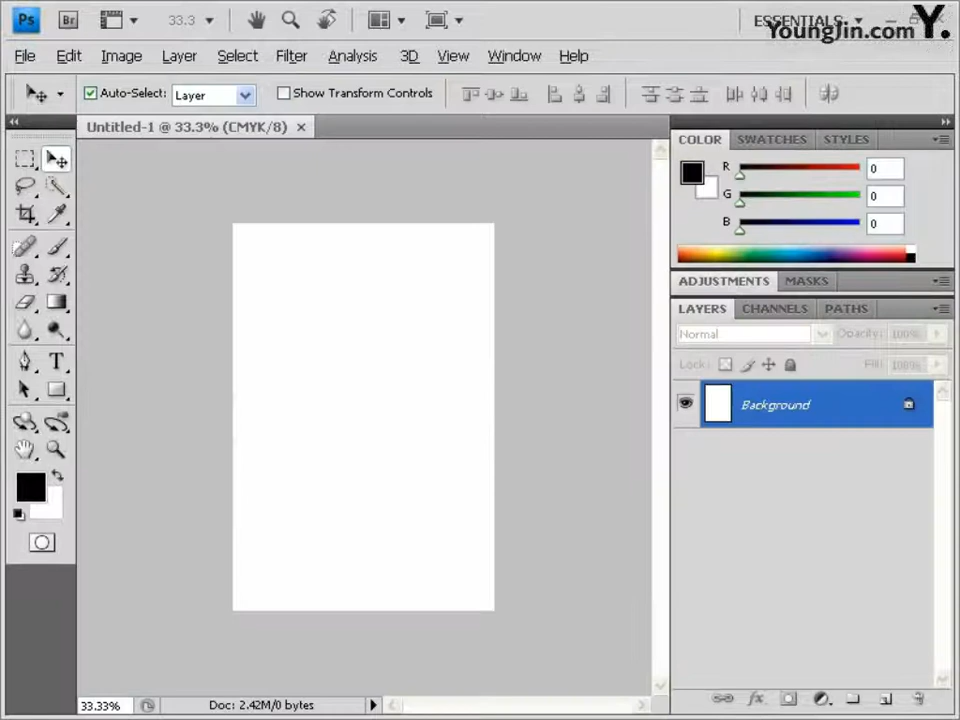 Ps Br 33.3 ESSENTIALS
YoungJin.com Y.
File Edit Image Layer Select Filter Analysis 3D View Window Help
Auto-Select: Layer Show Transform Controls
Untitled-1 @ 33.3% (CMYK/8)
COLOR SWATCHES STYLES
R 0
G 0
B 0
ADJUSTMENTS MASKS
LAYERS CHANNELS PATHS
Normal Opacity: 100%
Lock: Fill: 100%
Background
T
33.33% Doc: 2.42M/0 bytes
fx